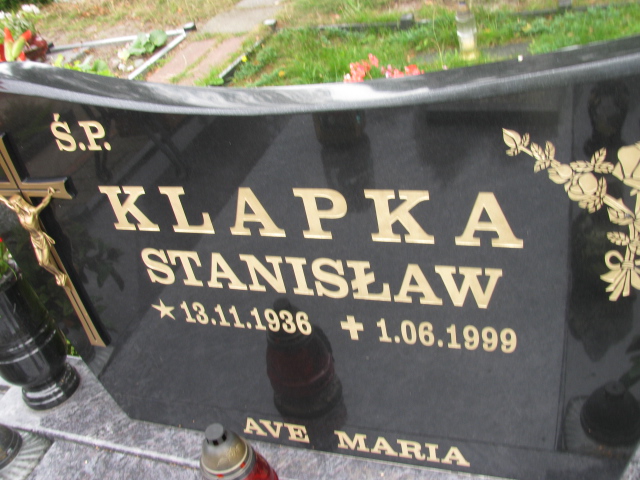 Ś.P.
KLAPKA
STANISŁAW
★ 13.11.1936 ✝ 1.06.1999
AVE MARIA